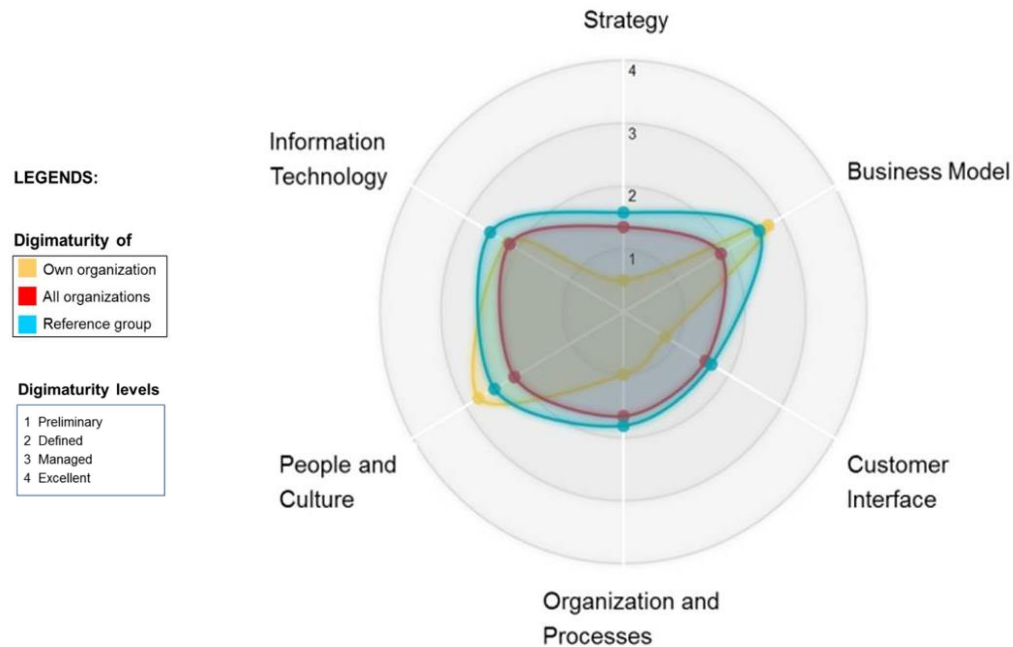 Strategy
4
3
2
1
Information
Technology
Business Model
LEGENDS:
Digimaturity of
Own organization
All organizations
Reference group
Digimaturity levels
1 Preliminary
2 Defined
3 Managed
4 Excellent
People and
Culture
Customer
Interface
Organization and
Processes